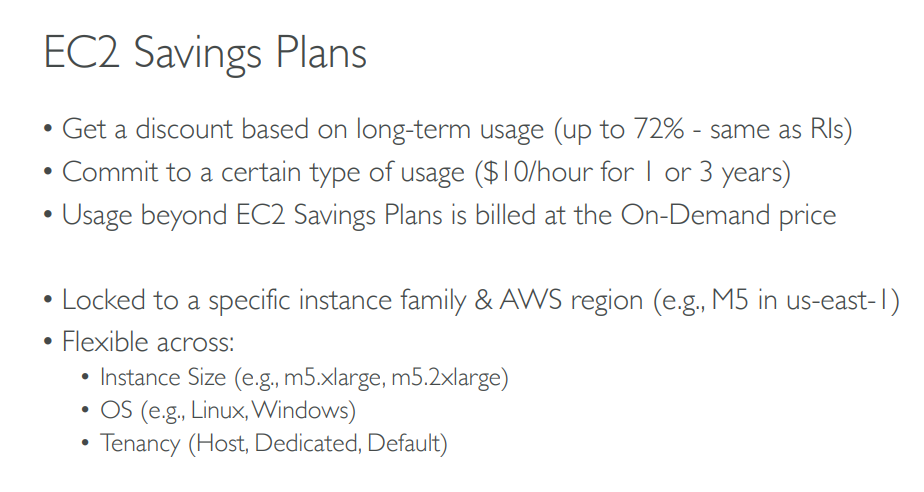 EC2 Savings Plans
• Get a discount based on long-term usage (up to 72% - same as RIs)
• Commit to a certain type of usage ($10/hour for 1 or 3 years)
• Usage beyond EC2 Savings Plans is billed at the On-Demand price
• Locked to a specific instance family & AWS region (e.g., M5 in us-east-1)
• Flexible across:
• Instance Size (e.g., m5.xlarge, m5.2xlarge)
• OS (e.g., Linux, Windows)
• Tenancy (Host, Dedicated, Default)